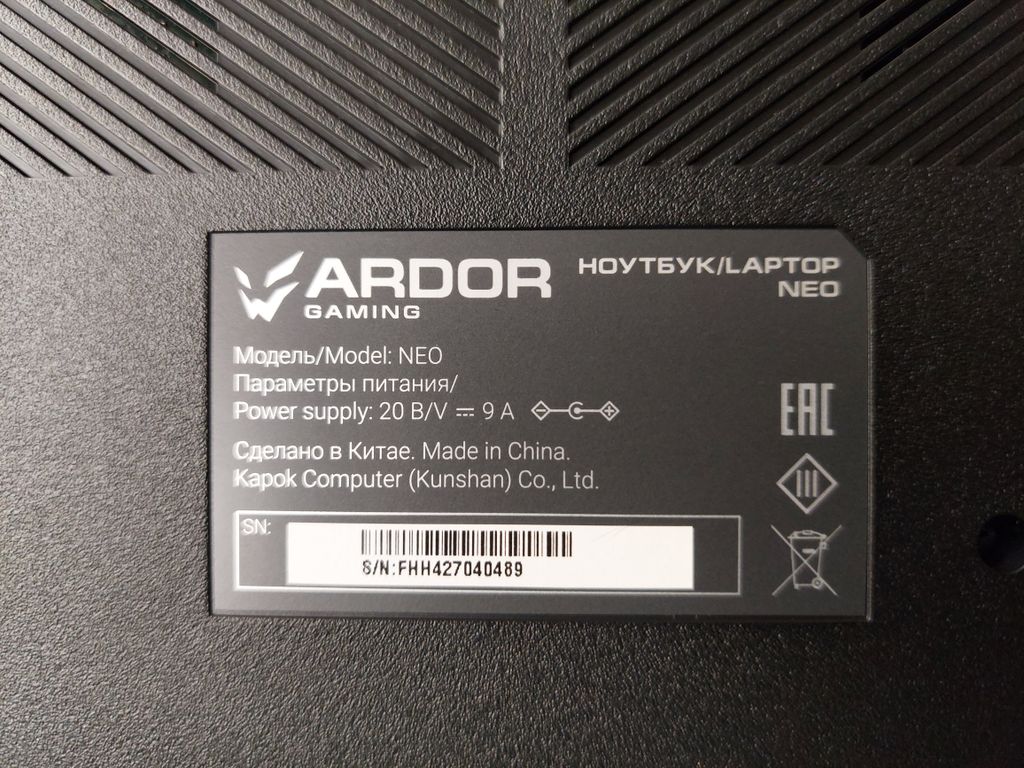 ARDOR
GAMING
НОУТБУК/LAPTOP
NEO
Модель/Model: NEO
Параметры питания/
Power supply: 20 В/V ⎓ 9 A
Сделано в Китае. Made in China.
Kapok Computer (Kunshan) Co., Ltd.
EAC
SN:
S/N:FHH427040489